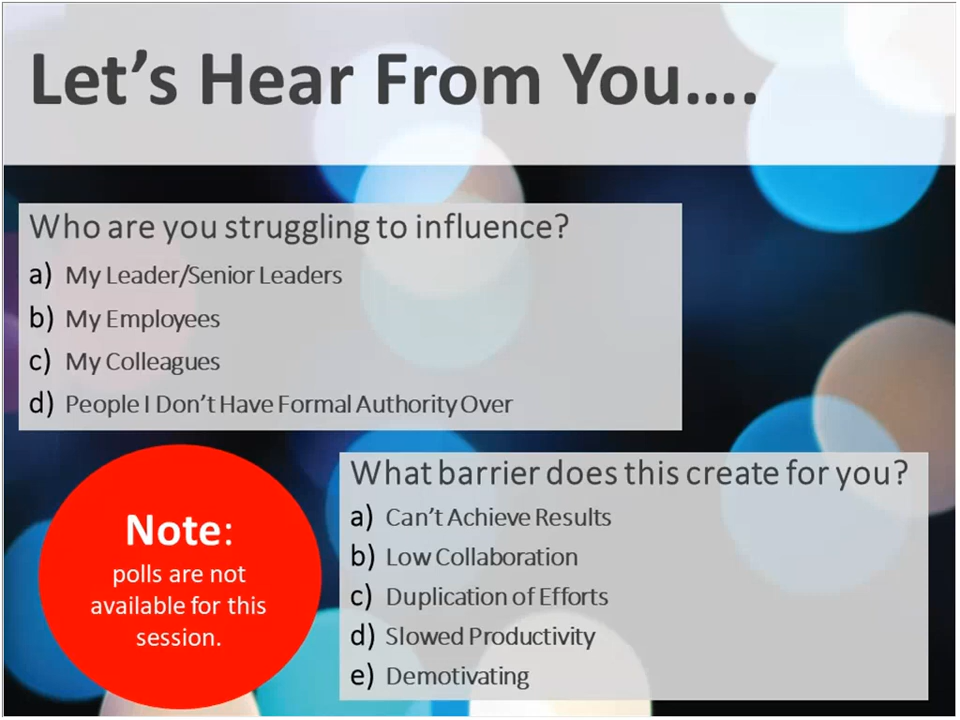 Let’s Hear From You….
Who are you struggling to influence?
a) My Leader/Senior Leaders
b) My Employees
c) My Colleagues
d) People I Don’t Have Formal Authority Over
Note:
polls are not
available for this
session.
What barrier does this create for you?
a) Can’t Achieve Results
b) Low Collaboration
c) Duplication of Efforts
d) Slowed Productivity
e) Demotivating